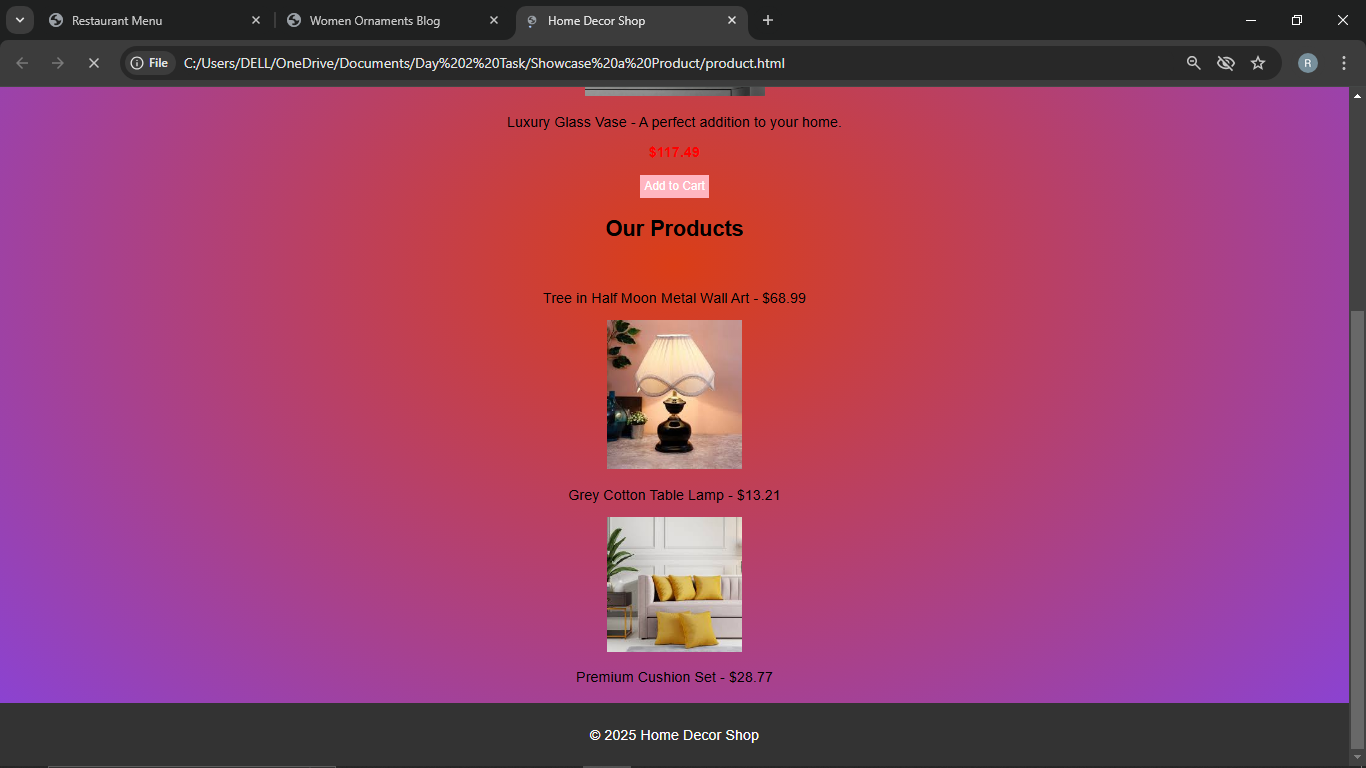 Restaurant Menu
Women Ornaments Blog
Home Decor Shop
File
C:/Users/DELL/OneDrive/Documents/Day%202%20Task/Showcase%20a%20Product/product.html
R
Luxury Glass Vase - A perfect addition to your home.
$117.49
Add to Cart
Our Products
Tree in Half Moon Metal Wall Art - $68.99
Grey Cotton Table Lamp - $13.21
Premium Cushion Set - $28.77
© 2025 Home Decor Shop